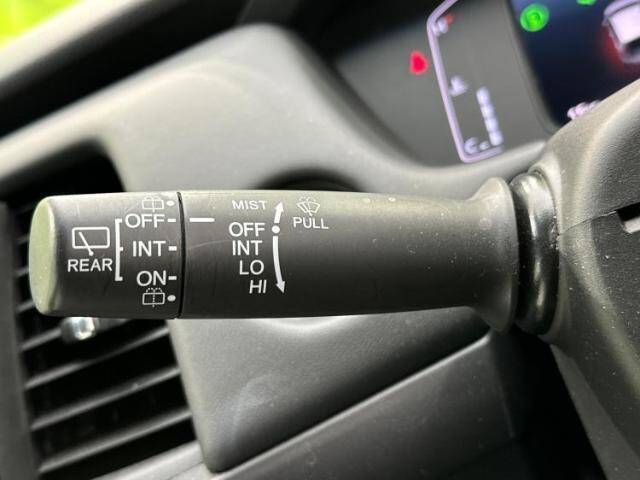 REAR
OFF
INT
ON
MIST
PULL
OFF
INT
LO
HI